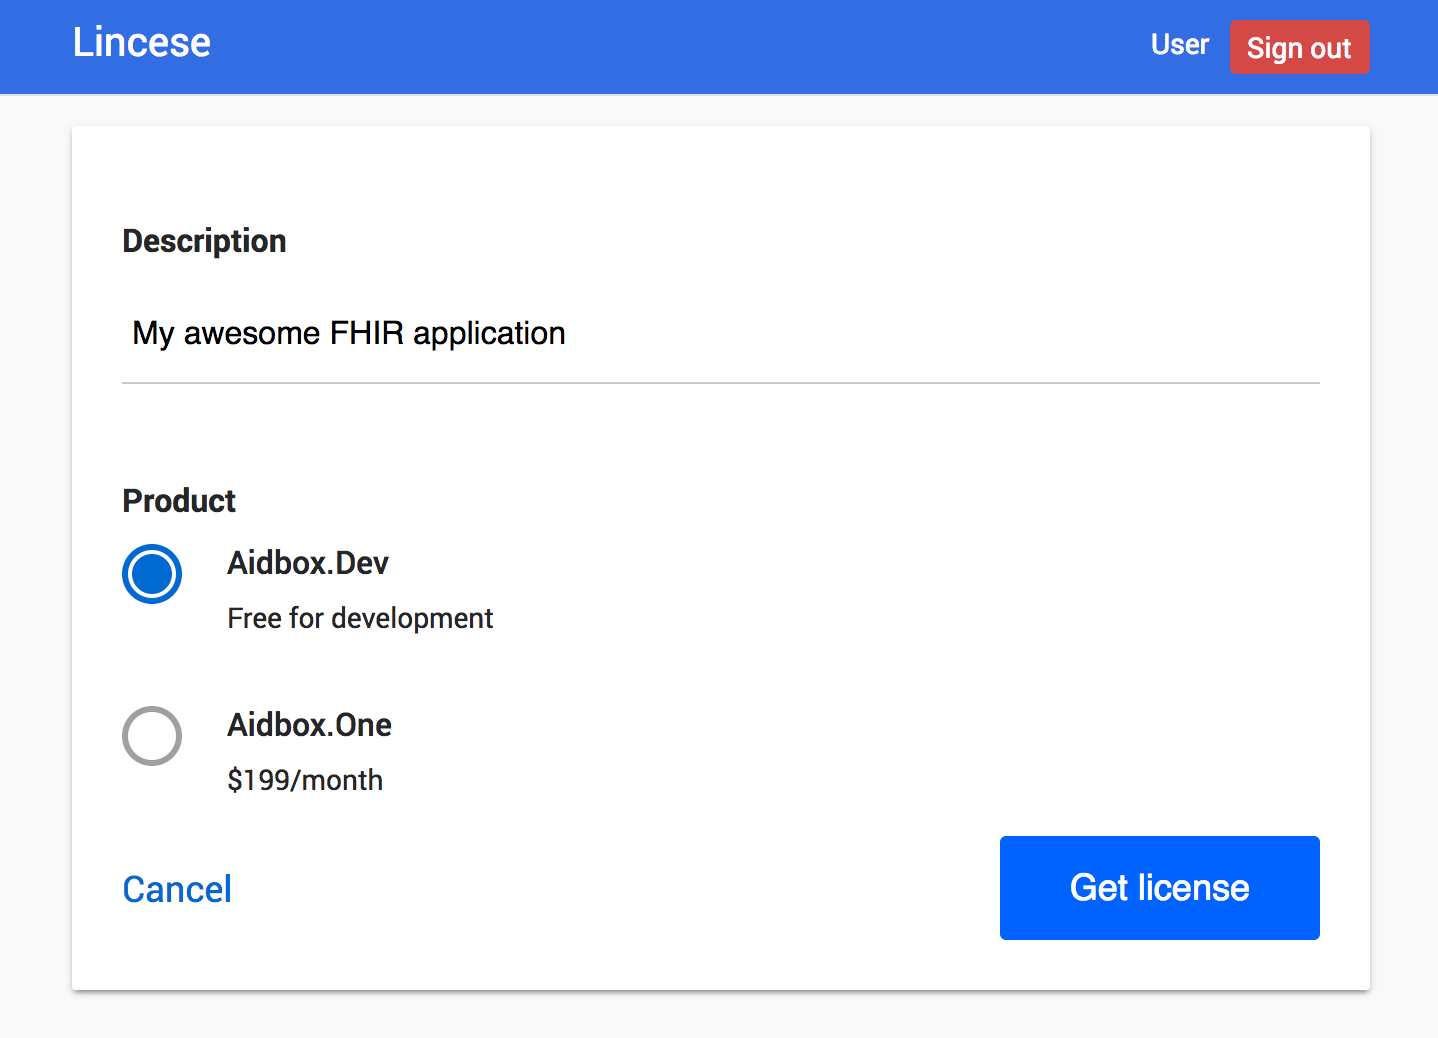 Lincese
User
Sign out
Description
My awesome FHIR application
Product
Aidbox.Dev
Free for development
Aidbox.One
$199/month
Cancel
Get license